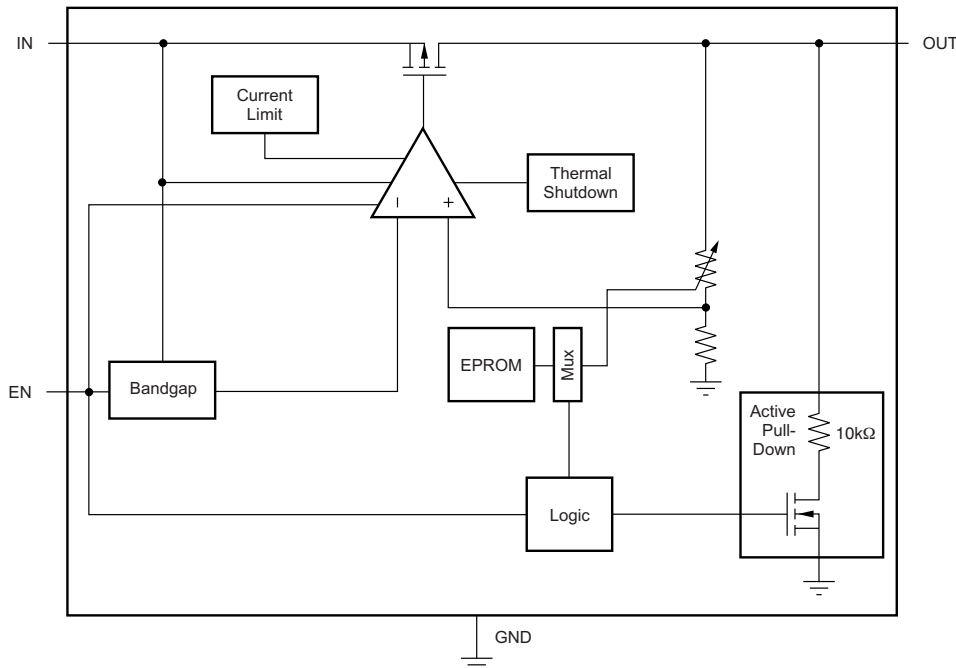 IN
OUT
Current
Limit
Thermal
Shutdown
− +
EPROM
Mux
EN
Bandgap
Active
Pull-
Down
10kΩ
Logic
GND